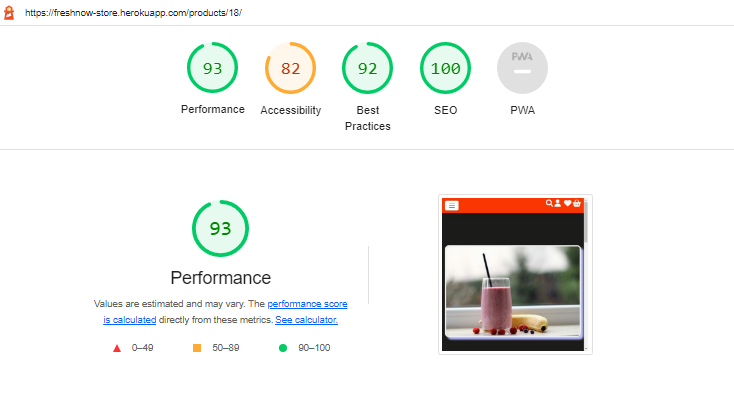 https://freshnow-store.herokuapp.com/products/18/
93
82
92
100
PWA
Performance
Accessibility
Best
Practices
SEO
PWA
93
Performance
Values are estimated and may vary. The performance score
is calculated directly from these metrics. See calculator.
0–49
50–89
90–100